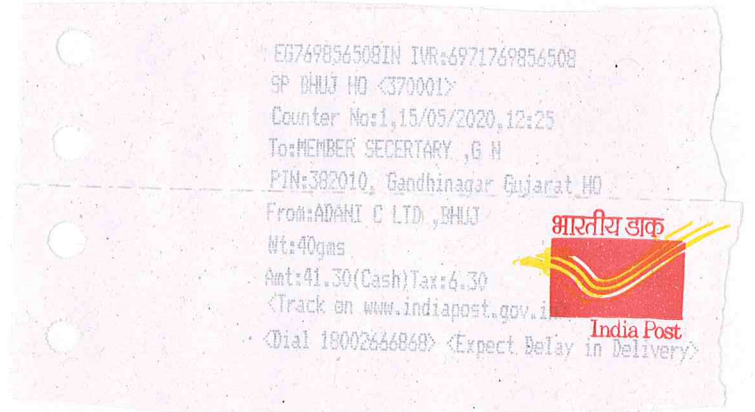 EG769856508IN IVR:6971769856508
SP BHUJ HO <370001>
Counter No:1,15/05/2020,12:25
To:MEMBER SECERTARY ,G N
PIN:382010, Gandhinagar Gujarat HO
From:ADANI C LTD ,BHUJ
Wt:40gms
Amt:41.30(Cash)Tax:6.30
<Track on www.indiapost.gov.i
<Dial 18002666868> <Expect Delay in Delivery>
भारतीय डाक
India Post